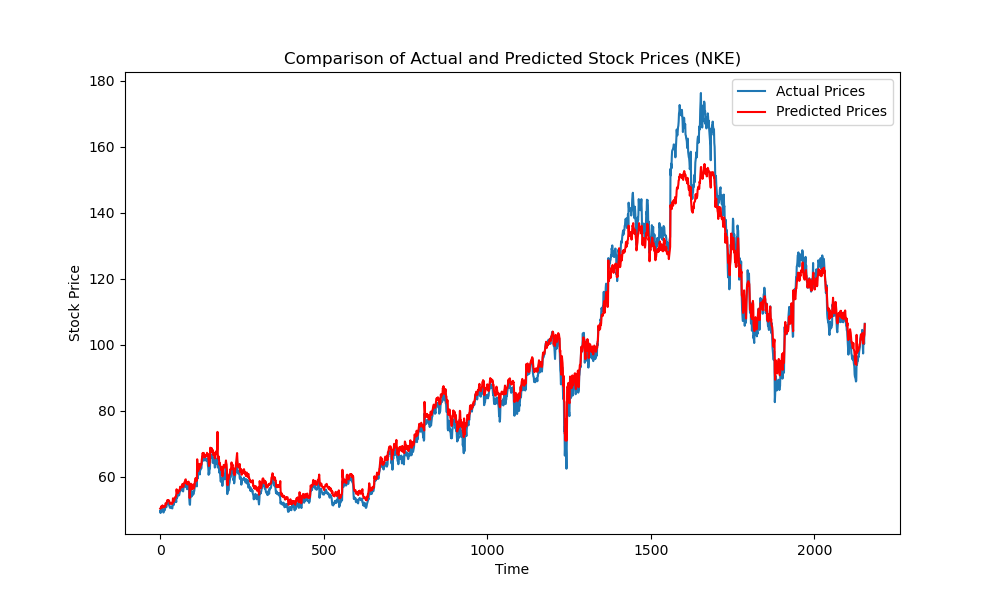 Comparison of Actual and Predicted Stock Prices (NKE)
Actual Prices
Predicted Prices
Stock Price
180
160
140
120
100
80
60
0 500 1000 1500 2000
Time